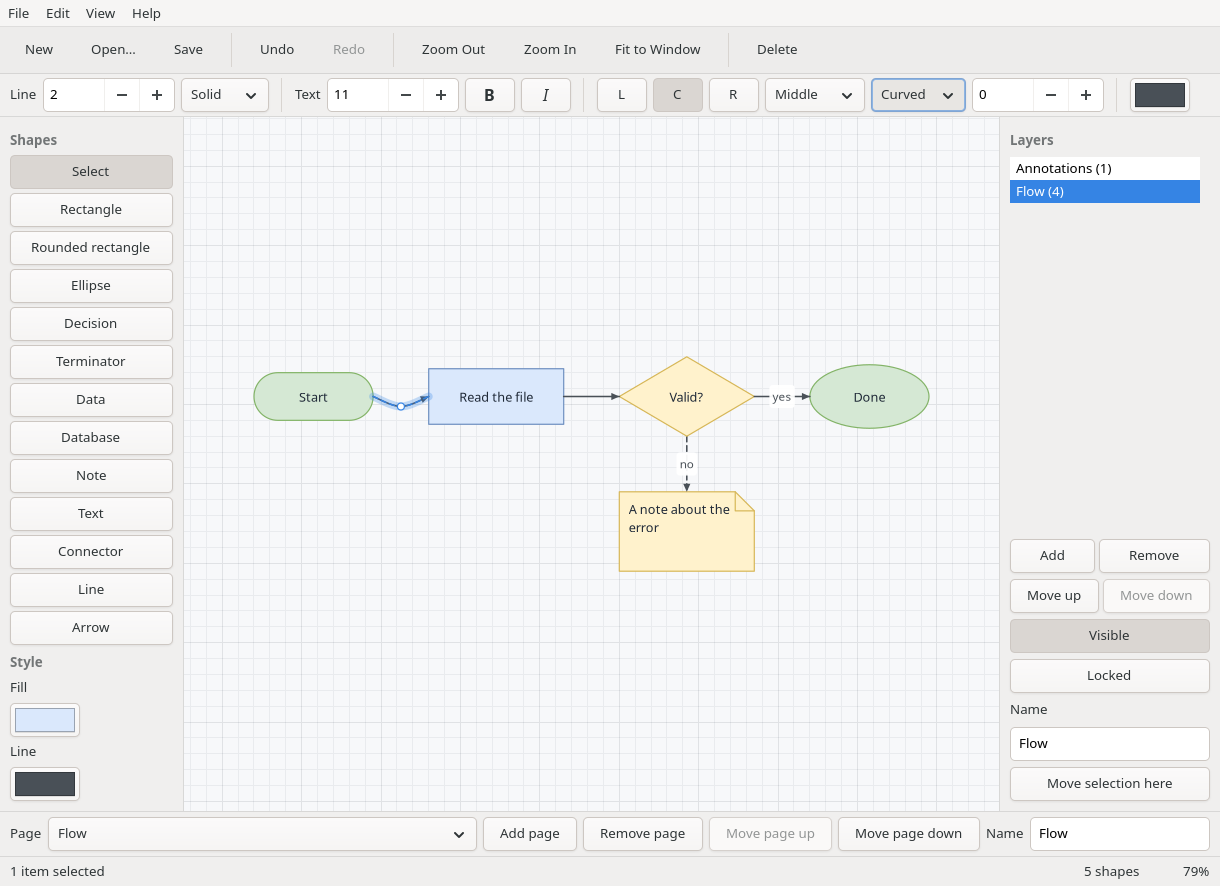 File Edit View Help
New Open... Save Undo Redo Zoom Out Zoom In Fit to Window Delete
Line 2 Solid Text 11 B I L C R Middle Curved 0
Shapes
Select
Rectangle
Rounded rectangle
Ellipse
Decision
Terminator
Data
Database
Note
Text
Connector
Line
Arrow
Style
Fill
Line
Start
Read the file
Valid?
yes
Done
no
A note about the
error
Layers
Annotations (1)
Flow (4)
Add Remove
Move up Move down
Visible
Locked
Name
Flow
Move selection here
Page Flow Add page Remove page Move page up Move page down Name Flow
1 item selected 5 shapes 79%